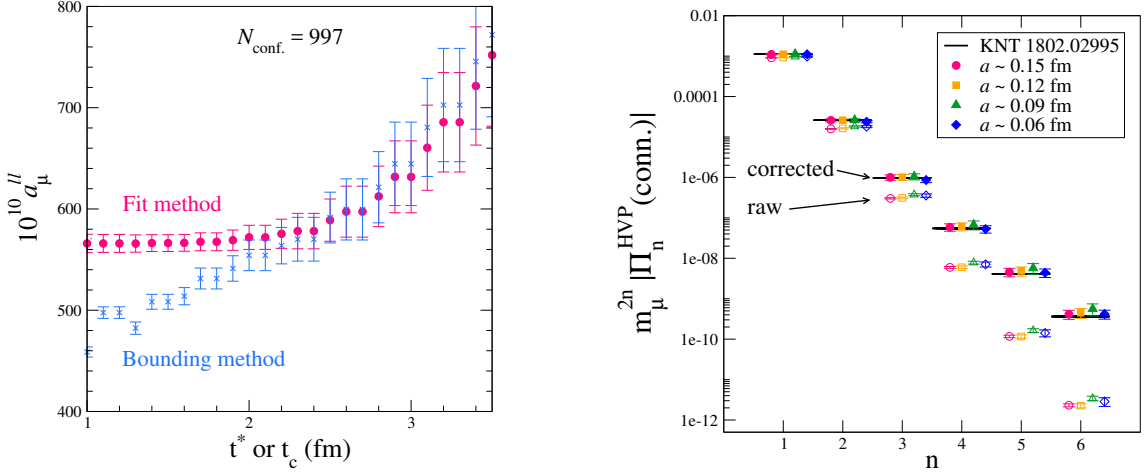 N_conf. = 997
Fit method
Bounding method
10^10 a_μ^ll
800
700
600
500
400
1
2
3
t* or t_c (fm)
KNT 1802.02995
a ~ 0.15 fm
a ~ 0.12 fm
a ~ 0.09 fm
a ~ 0.06 fm
corrected
raw
m_μ^2n |Π_n^HVP(conn.)|
0.01
0.0001
1e-06
1e-08
1e-10
1e-12
1
2
3
4
5
6
n